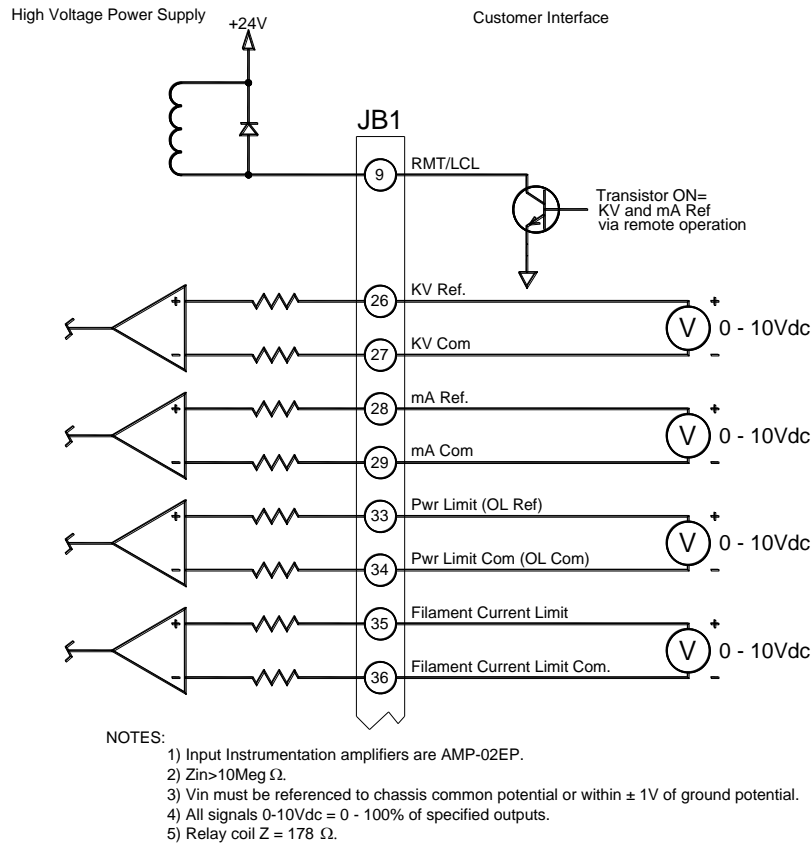 High Voltage Power Supply
Customer Interface
+24V
JB1
9 RMT/LCL
Transistor ON=
KV and mA Ref
via remote operation
+ 26 KV Ref. +
V 0 - 10Vdc
- 27 KV Com -
+ 28 mA Ref. +
V 0 - 10Vdc
- 29 mA Com -
+ 33 Pwr Limit (OL Ref) +
V 0 - 10Vdc
- 34 Pwr Limit Com (OL Com) -
+ 35 Filament Current Limit +
V 0 - 10Vdc
- 36 Filament Current Limit Com. -
NOTES:
1) Input Instrumentation amplifiers are AMP-02EP.
2) Zin>10Meg Ω.
3) Vin must be referenced to chassis common potential or within ± 1V of ground potential.
4) All signals 0-10Vdc = 0 - 100% of specified outputs.
5) Relay coil Z = 178 Ω.